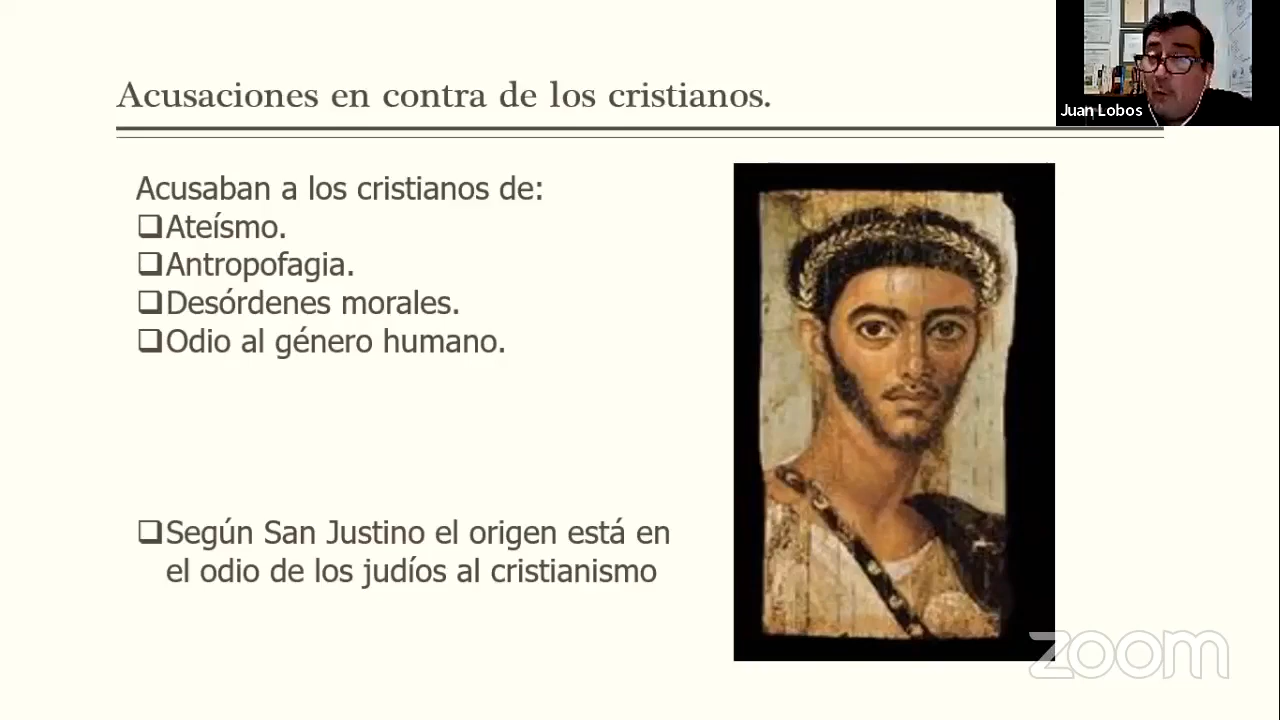 Acusaciones en contra de los cristianos.
Juan Lobos
Acusaban a los cristianos de:
Ateísmo.
Antropofagia.
Desórdenes morales.
Odio al género humano.
Según San Justino el origen está en
el odio de los judíos al cristianismo
zoom